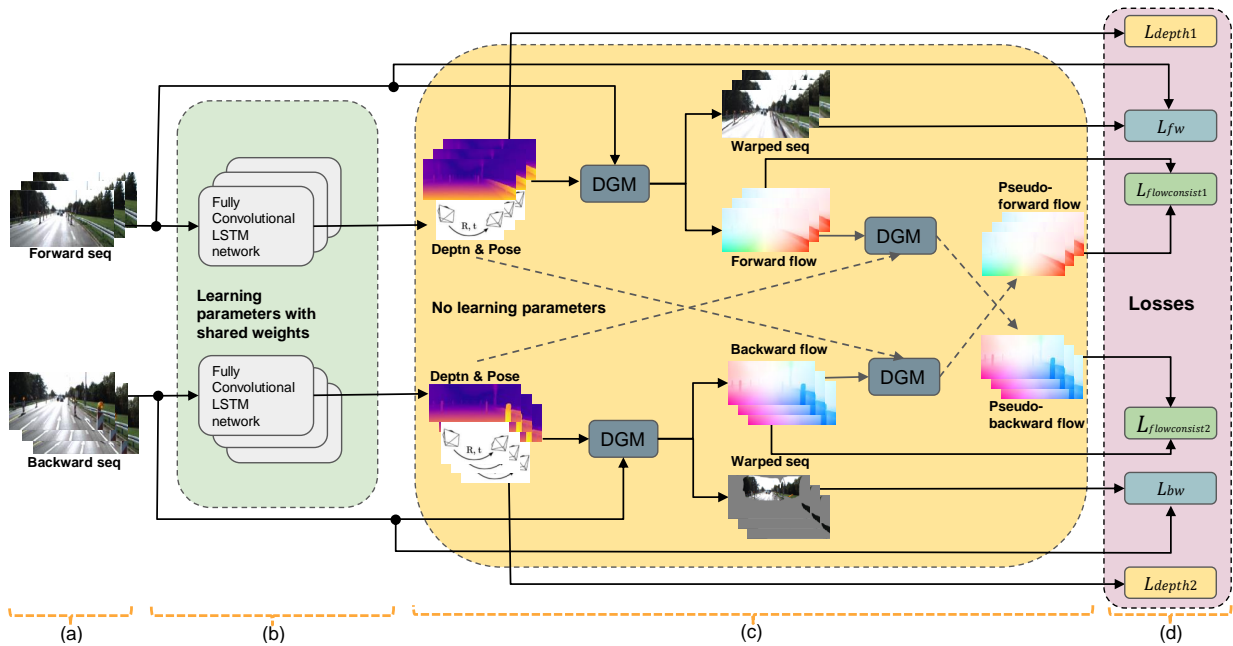 Forward seq
Backward seq
Fully
Convolutional
LSTM
network
Learning
parameters with
shared weights
Fully
Convolutional
LSTM
network
R, t
Deptn & Pose
DGM
Warped seq
Forward flow
DGM
Pseudo-
forward flow
No learning parameters
Deptn & Pose
R, t
DGM
Backward flow
DGM
Pseudo-
backward flow
Warped seq
Ldepth1
Lfw
Lflowconsist1
Losses
Lflowconsist2
Lbw
Ldepth2
(a)
(b)
(c)
(d)